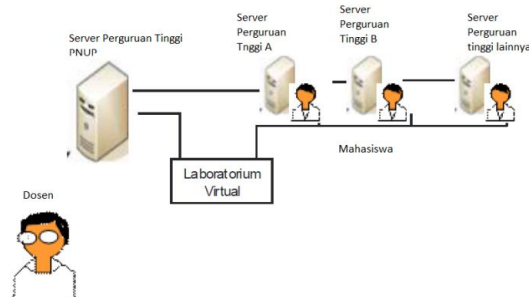 Server Perguruan Tinggi
PNUP
Server
Perguruan
Tnggi A
Server
Perguruan
Tinggi B
Server
Perguruan
tinggi lainnya
Mahasiswa
Laboratorium
Virtual
Dosen